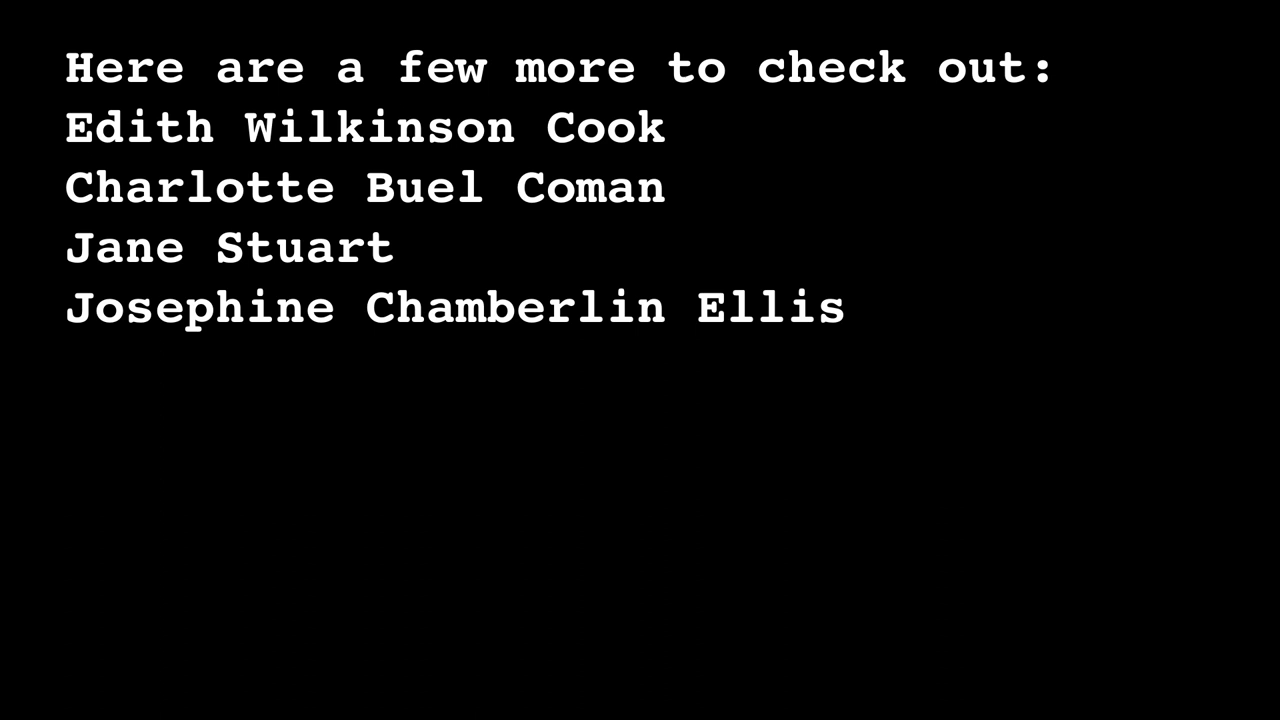 Here are a few more to check out:
Edith Wilkinson Cook
Charlotte Buel Coman
Jane Stuart
Josephine Chamberlin Ellis